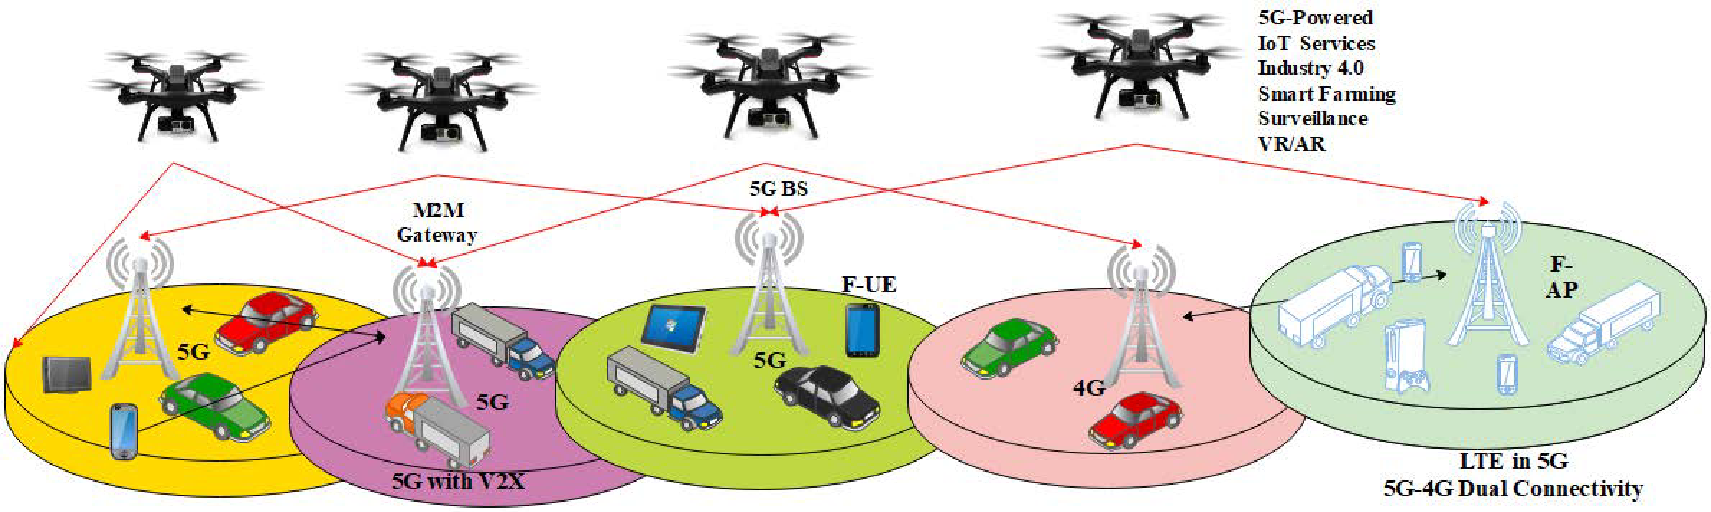 5G-Powered
IoT Services
Industry 4.0
Smart Farming
Surveillance
VR/AR
5G BS
M2M
Gateway
F-UE
F-
AP
5G
5G
5G
4G
5G with V2X
LTE in 5G
5G-4G Dual Connectivity